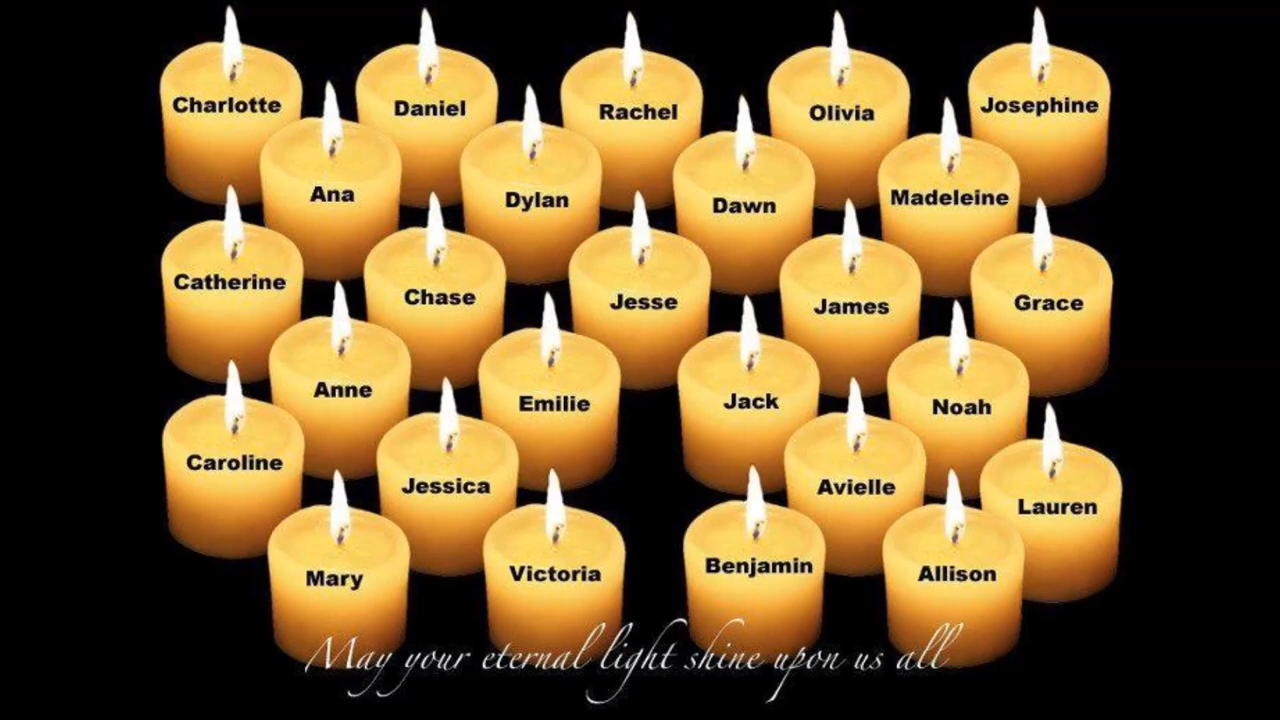 Charlotte
Daniel
Rachel
Olivia
Josephine
Ana
Dylan
Dawn
Madeleine
Catherine
Chase
Jesse
James
Grace
Anne
Emilie
Jack
Noah
Caroline
Jessica
Avielle
Lauren
Mary
Victoria
Benjamin
Allison
May your eternal light shine upon us all